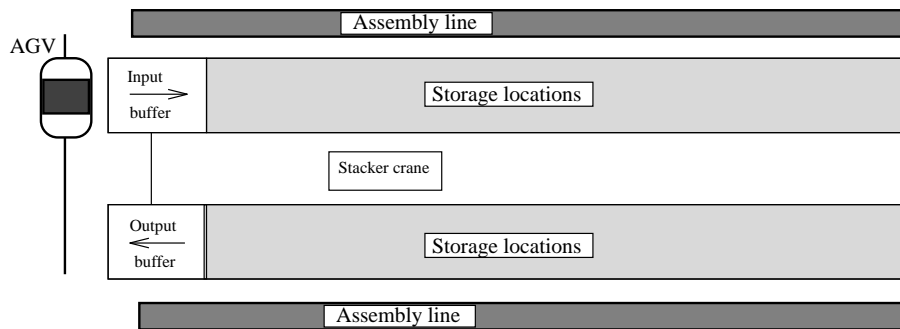 Assembly line
AGV
Input
buffer
Storage locations
Stacker crane
Output
buffer
Storage locations
Assembly line